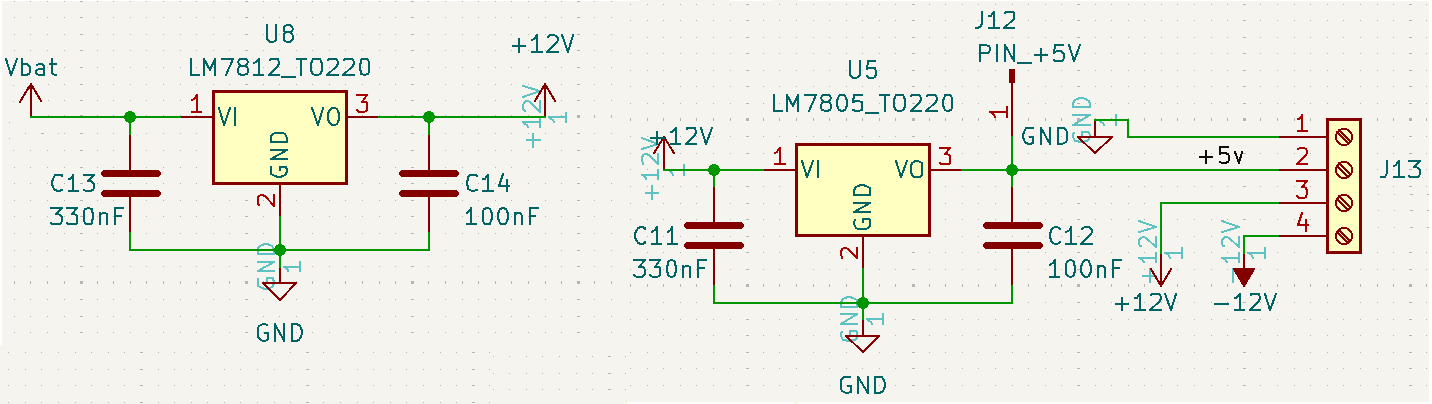 U8
LM7812_TO220
Vbat
+12V
+12V
1
1
VI
VO
3
GND
2
C13
330nF
C14
100nF
GND
1
GND
J12
PIN_+5V
1
U5
LM7805_TO220
+12V
+12V
1
1
VI
VO
3
GND
2
C11
330nF
C12
100nF
GND
1
GND
GND
GND
1
+5v
1
2
3
4
J13
+12V
1
+12V
-12V
1
-12V